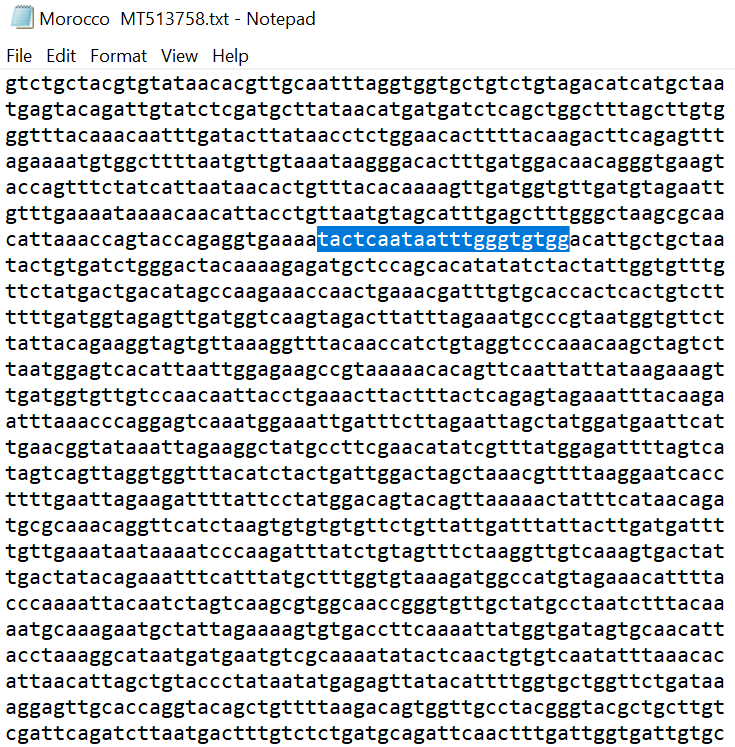 Morocco  MT513758.txt - Notepad
File Edit Format View Help
gtctgctacgtgtataacacgttgcaatttaggtggtgctgtctgtagacatcatgctaa
tgagtacagattgtatctcgatgcttataacatgatgatctcagctggctttagcttgtg
ggtttacaaacaatttgatacttataacctctggaacacttttacaagacttcagagttt
agaaaatgtggcttttaatgttgtaaataagggacactttgatggacaacagggtgaagt
accagtttctatcattaataacactgtttacacaaaagttgatggtgttgatgtagaatt
gtttgaaaataaaacaacattacctgttaatgtagcatttgagctttgggctaagcgcaa
cattaaaccagtaccagaggtgaaaatactcaataatttgggtgtggacattgctgctaa
tactgtgatctgggactacaaaagagatgctccagcacatatatctactattggtgtttg
ttctatgactgacatagccaagaaaccaactgaaacgatttgtgcaccactcactgtctt
ttttgatggtagagttgatggtcaagtagacttatttagaaatgcccgtaatggtgttct
tattacagaaggtagtgttaaaggtttacaaccatctgtaggtcccaaacaagctagtct
taatggagtcacattaattggagaagccgtaaaaacacagttcaattattataagaaagt
tgatggtgttgtccaacaattacctgaaacttactttactcagagtagaaatttacaaga
atttaaacccaggagtcaaatggaaattgatttcttagaattagctatggatgaattcat
tgaacggtataaattagaaggctatgccttcgaacatatcgtttatggagattttagtca
tagtcagttaggtggtttacatctactgattggactagctaaacgttttaaggaatcacc
ttttgaattagaagattttattcctatggacagtacagttaaaaactatttcataacaga
tgcgcaaacaggttcatctaagtgtgtgtgttctgttattgatttattacttgatgattt
tgttgaaataataaaatcccaagatttatctgtagtttctaaggttgtcaaagtgactat
tgactatacagaaatttcatttatgctttggtgtaaagatggccatgtagaaacatttta
cccaaaattacaatctagtcaagcgtggcaaccgggtgttgctatgcctaatctttacaa
aatgcaaagaatgctattagaaaagtgtgaccttcaaaattatggtgatagtgcaacatt
acctaaaggcataatgatgaatgtcgcaaaatatactcaactgtgtcaatatttaaacac
attaacattagctgtaccctataatatgagagttatacattttggtgctggttctgataa
aggagttgcaccaggtacagctgttttaagacagtggttgcctacgggtacgctgcttgt
cgattcagatcttaatgactttgtctctgatgcagattcaactttgattggtgattgtgc